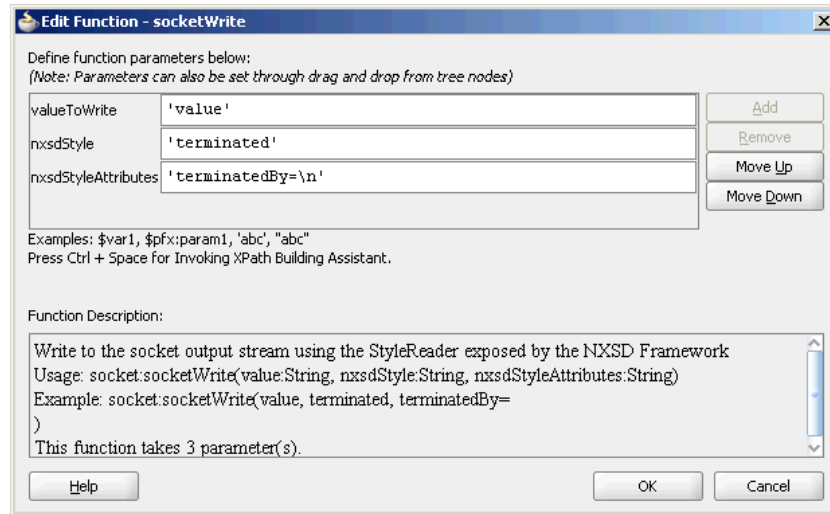 Edit Function - socketWrite
Define function parameters below:
(Note: Parameters can also be set through drag and drop from tree nodes)
valueToWrite 'value'
nxsdStyle 'terminated'
nxsdStyleAttributes 'terminatedBy=\n'
Add
Remove
Move Up
Move Down
Examples: $var1, $pfx:param1, 'abc', "abc"
Press Ctrl + Space for Invoking XPath Building Assistant.
Function Description:
Write to the socket output stream using the StyleReader exposed by the NXSD Framework
Usage: socket:socketWrite(value:String, nxsdStyle:String, nxsdStyleAttributes:String)
Example: socket:socketWrite(value, terminated, terminatedBy=
)
This function takes 3 parameter(s).
Help OK Cancel